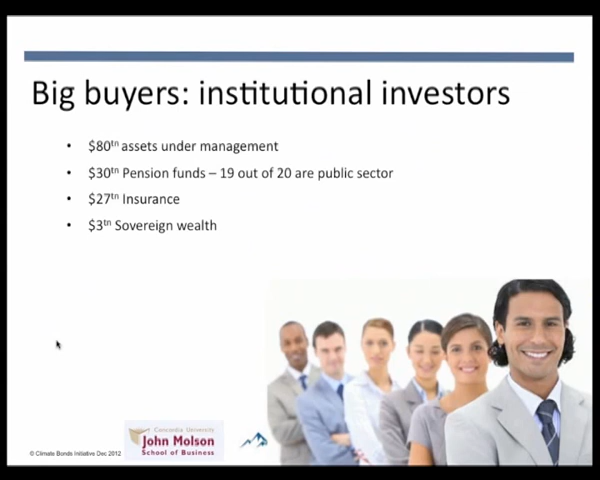 Big buyers: institutional investors
• $80tn assets under management
• $30tn Pension funds – 19 out of 20 are public sector
• $27tn Insurance
• $3tn Sovereign wealth
© Climate Bonds Initiative Dec 2012
Concordia University
John Molson
School of Business